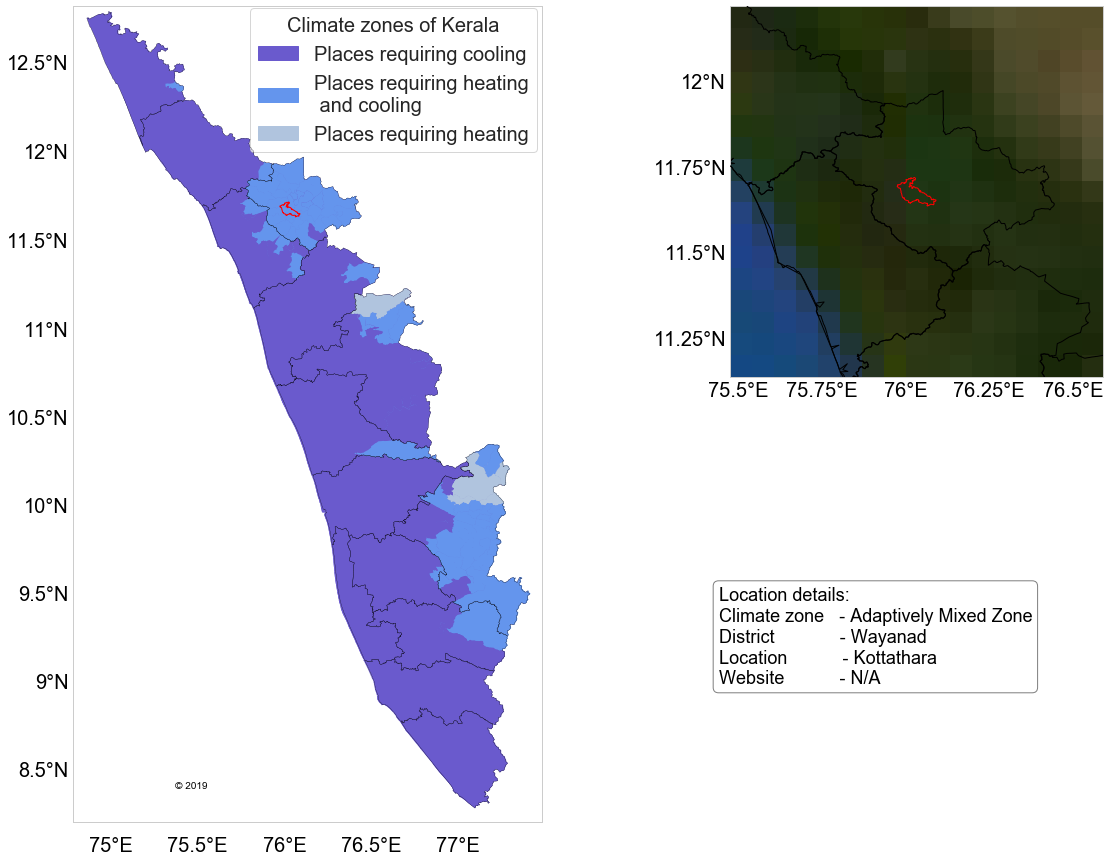 Climate zones of Kerala
Places requiring cooling
Places requiring heating
and cooling
Places requiring heating
12.5°N
12°N
11.5°N
11°N
10.5°N
10°N
9.5°N
9°N
8.5°N
© 2019
75°E 75.5°E 76°E 76.5°E 77°E
12°N
11.75°N
11.5°N
11.25°N
75.5°E 75.75°E 76°E 76.25°E 76.5°E
Location details:
Climate zone - Adaptively Mixed Zone
District - Wayanad
Location - Kottathara
Website - N/A